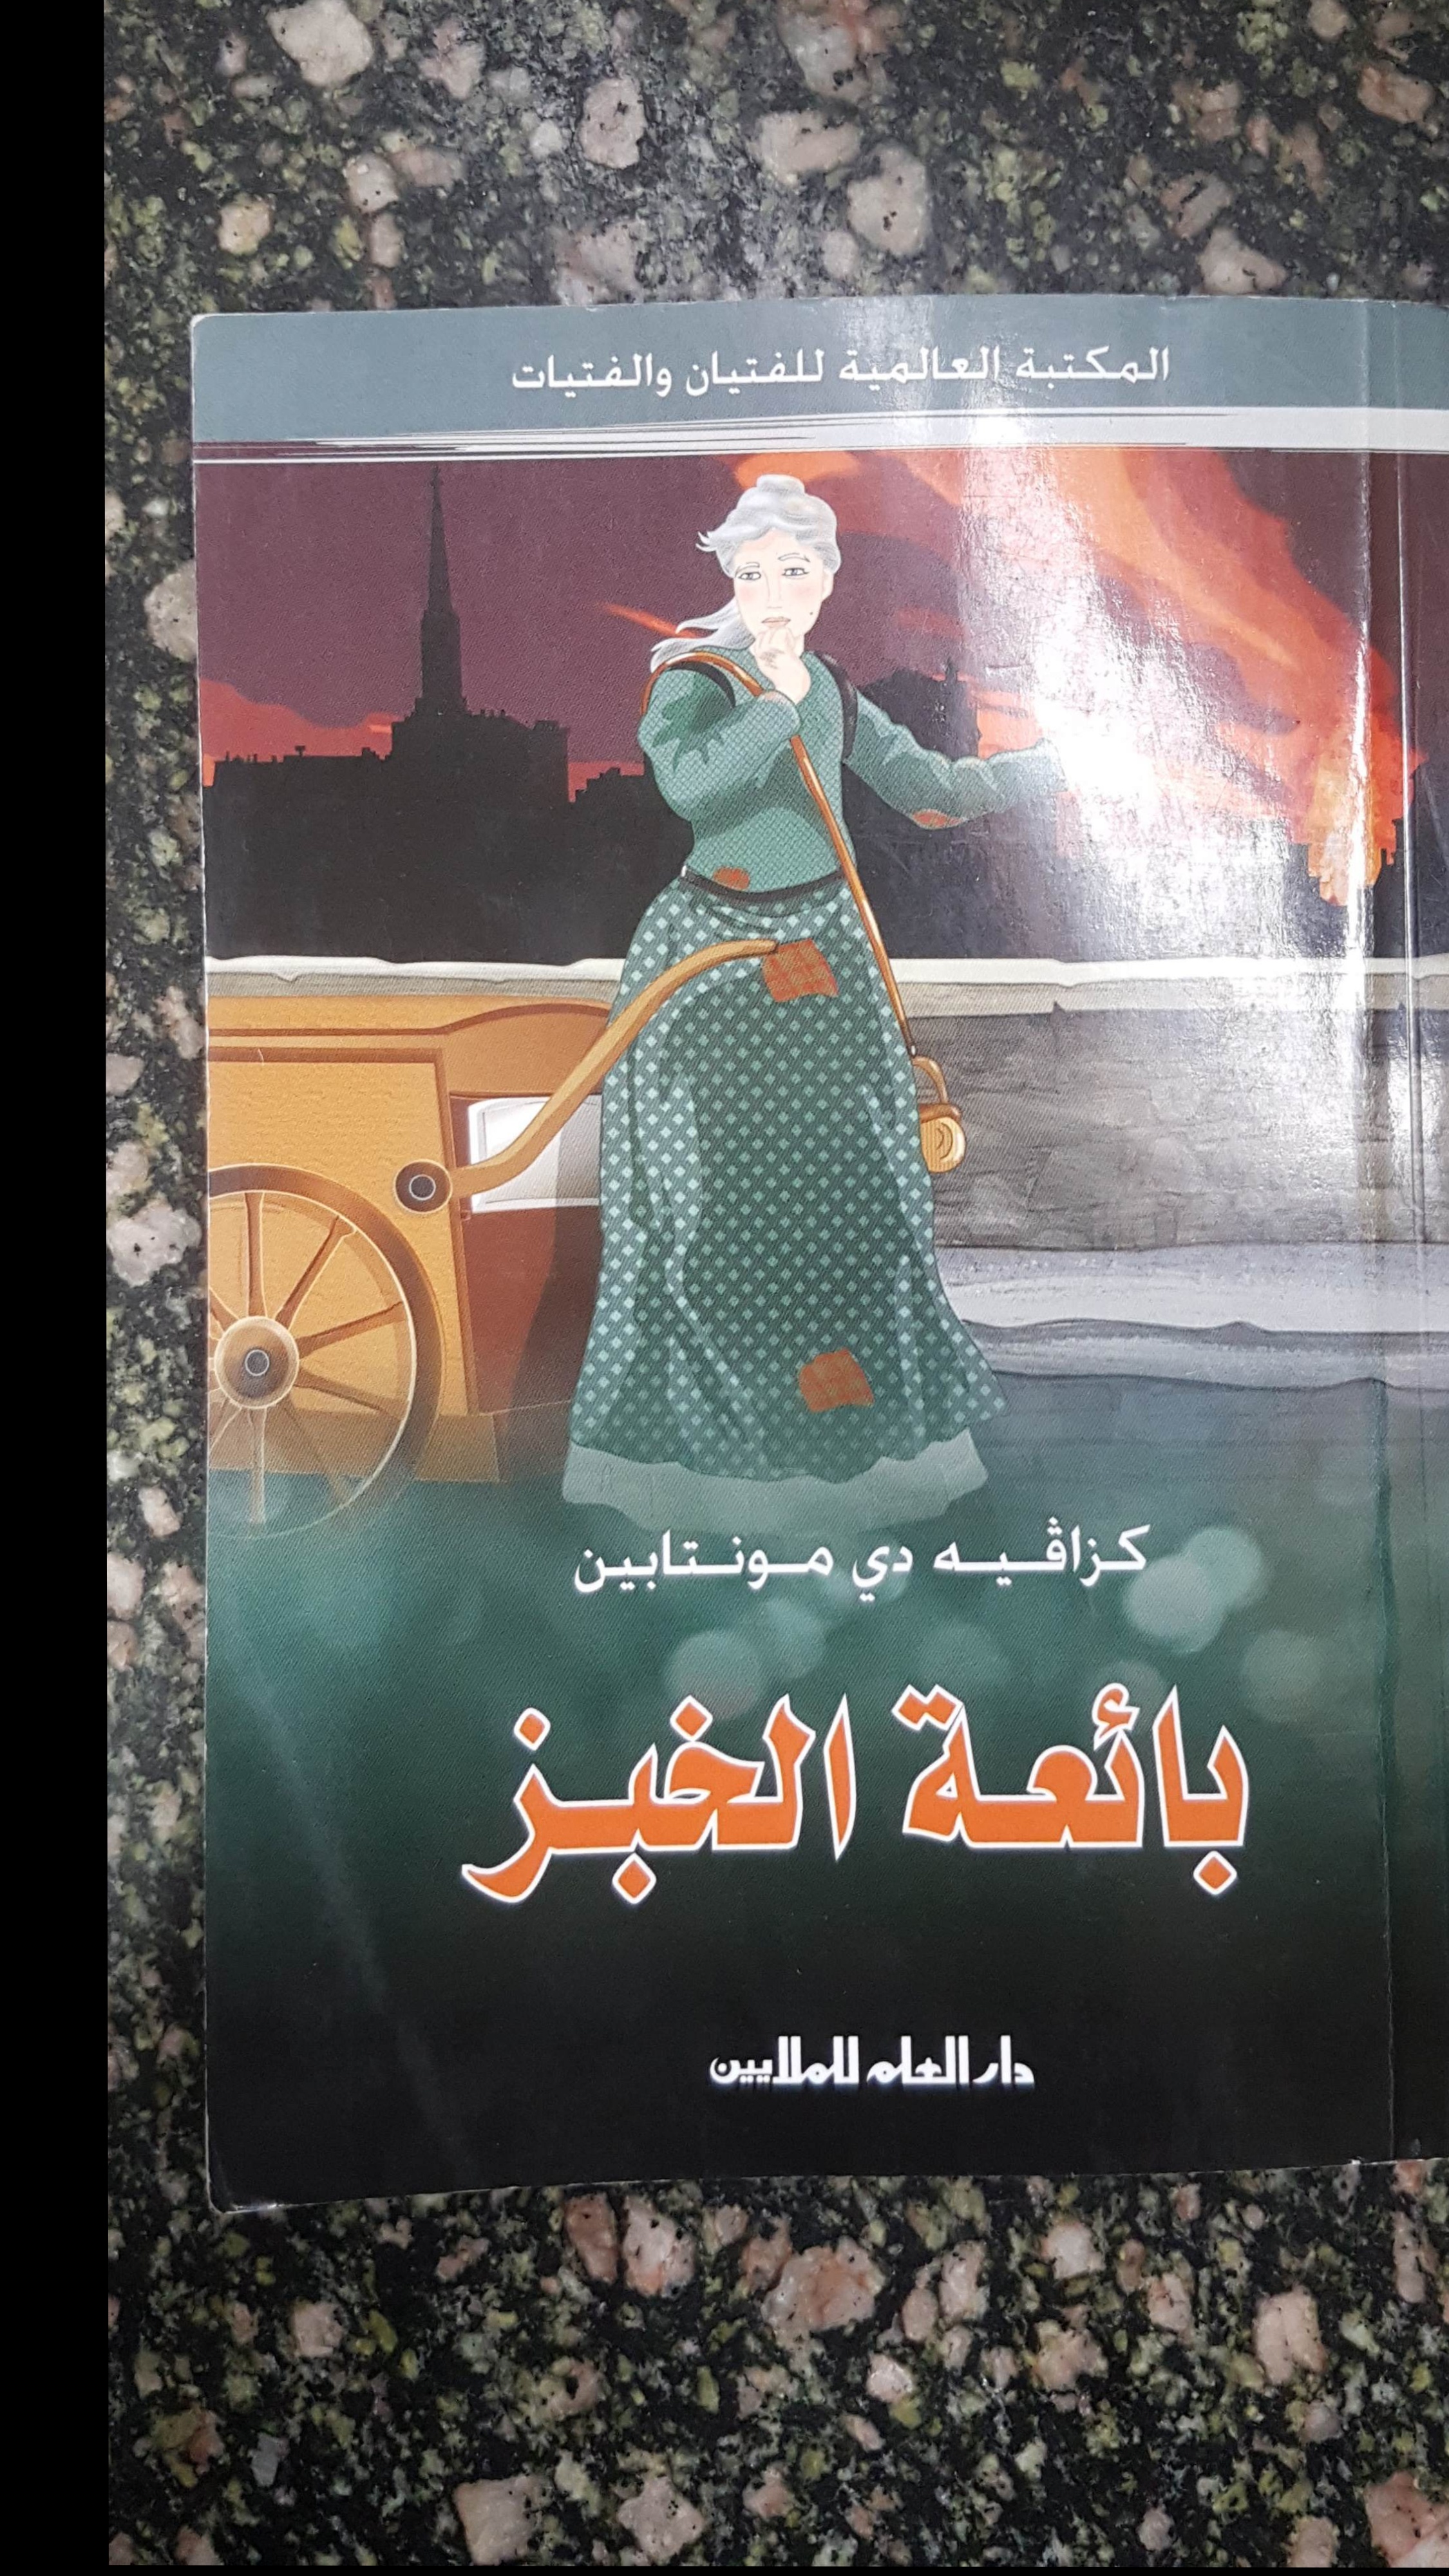 المكتبة العالمية للفتيان والفتيات
كزاڤيه دي مونتابين
بائعة الخبز
دار العلم للملايين